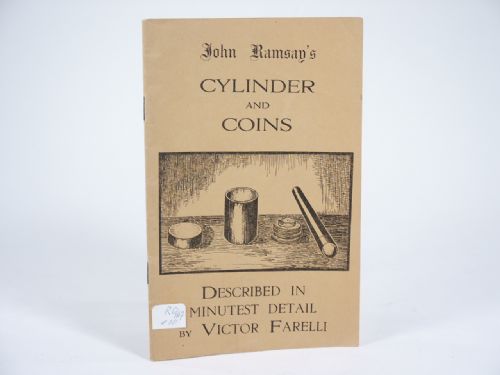 John Ramsay's
CYLINDER
AND
COINS
DESCRIBED IN
MINUTEST DETAIL
BY VICTOR FARELLI